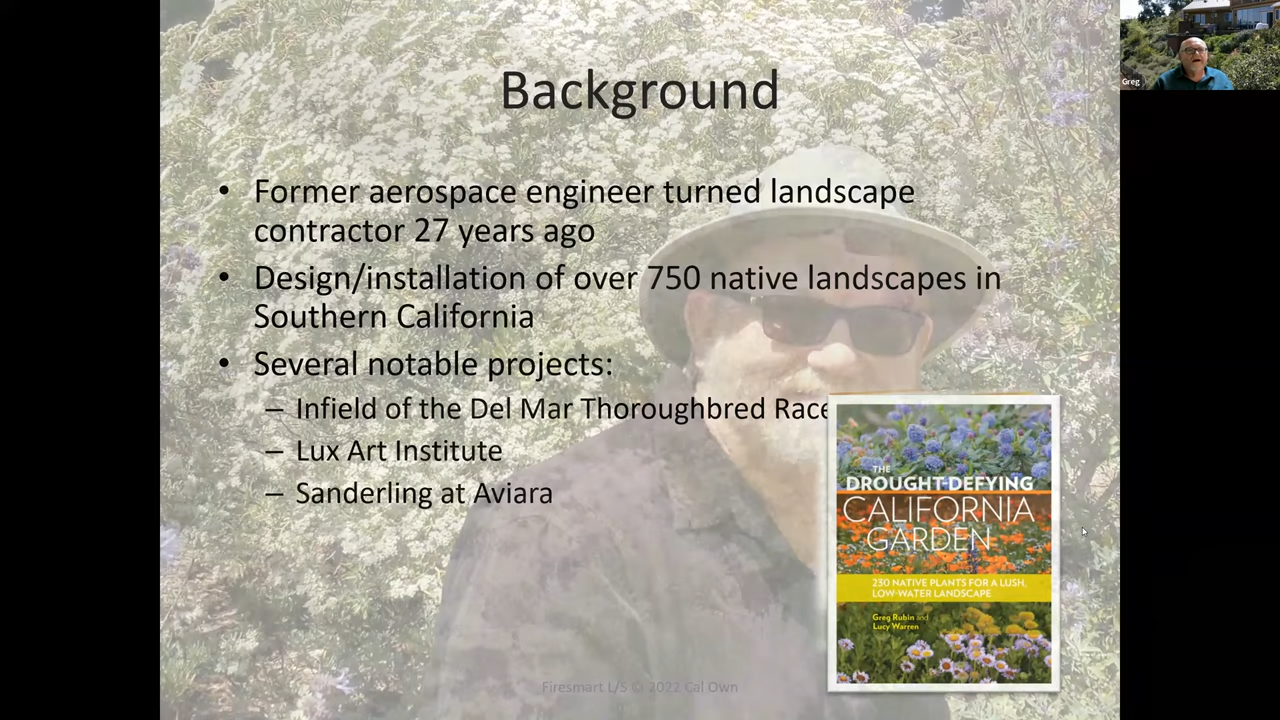 Background
Greg
• Former aerospace engineer turned landscape
contractor 27 years ago
• Design/installation of over 750 native landscapes in
Southern California
• Several notable projects:
– Infield of the Del Mar Thoroughbred Race
– Lux Art Institute
– Sanderling at Aviara
THE
DROUGHT-DEFYING
CALIFORNIA
GARDEN
230 NATIVE PLANTS FOR A LUSH,
LOW-WATER LANDSCAPE
Greg Rubin and
Lucy Warren
Firesmart L/S © 2022 Cal Own